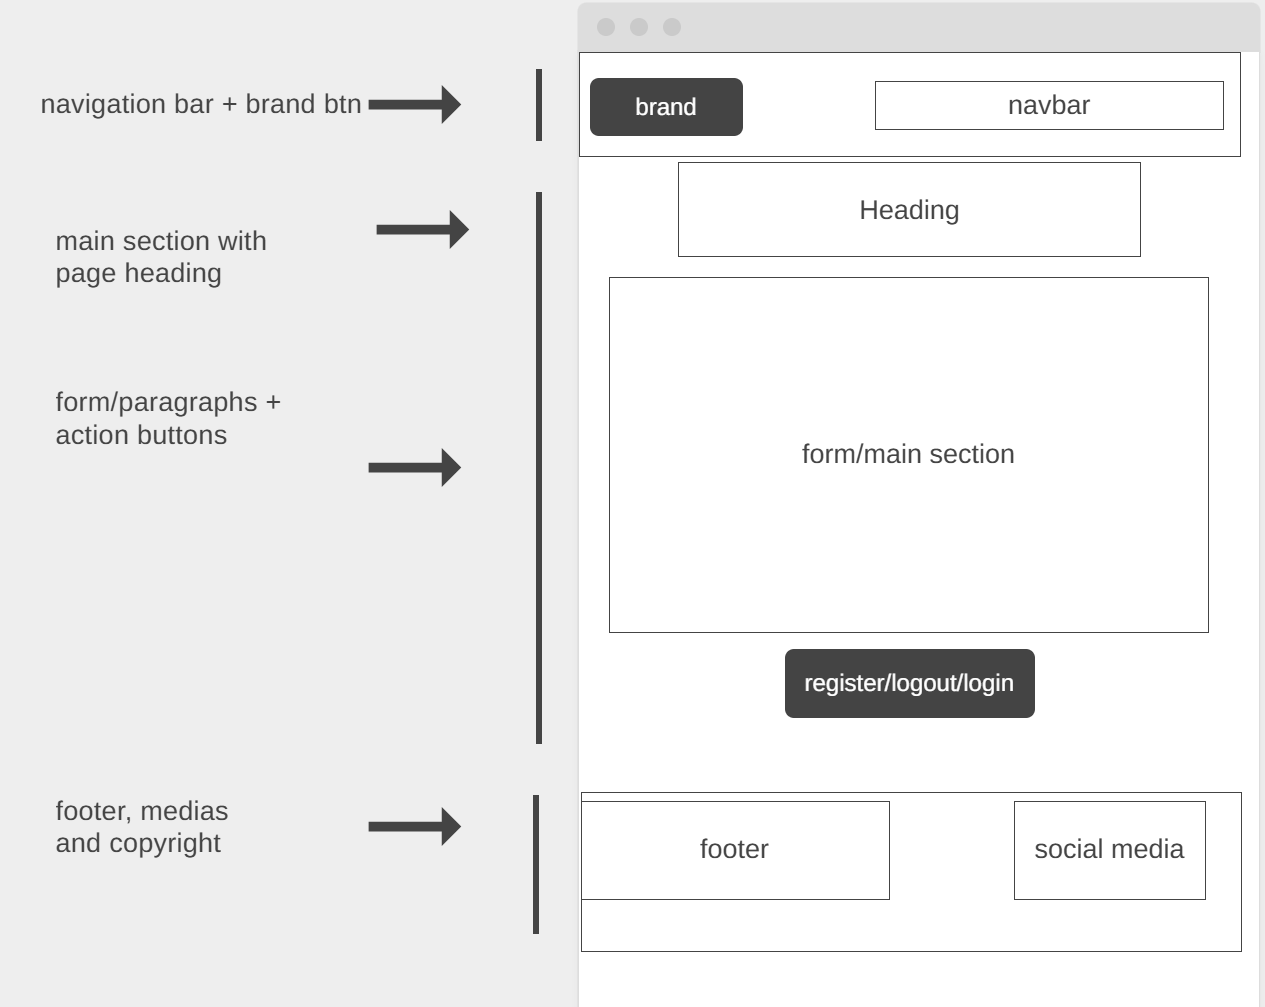 navigation bar + brand btn
brand
navbar
Heading
main section with
page heading
form/paragraphs +
action buttons
form/main section
register/logout/login
footer, medias
and copyright
footer
social media